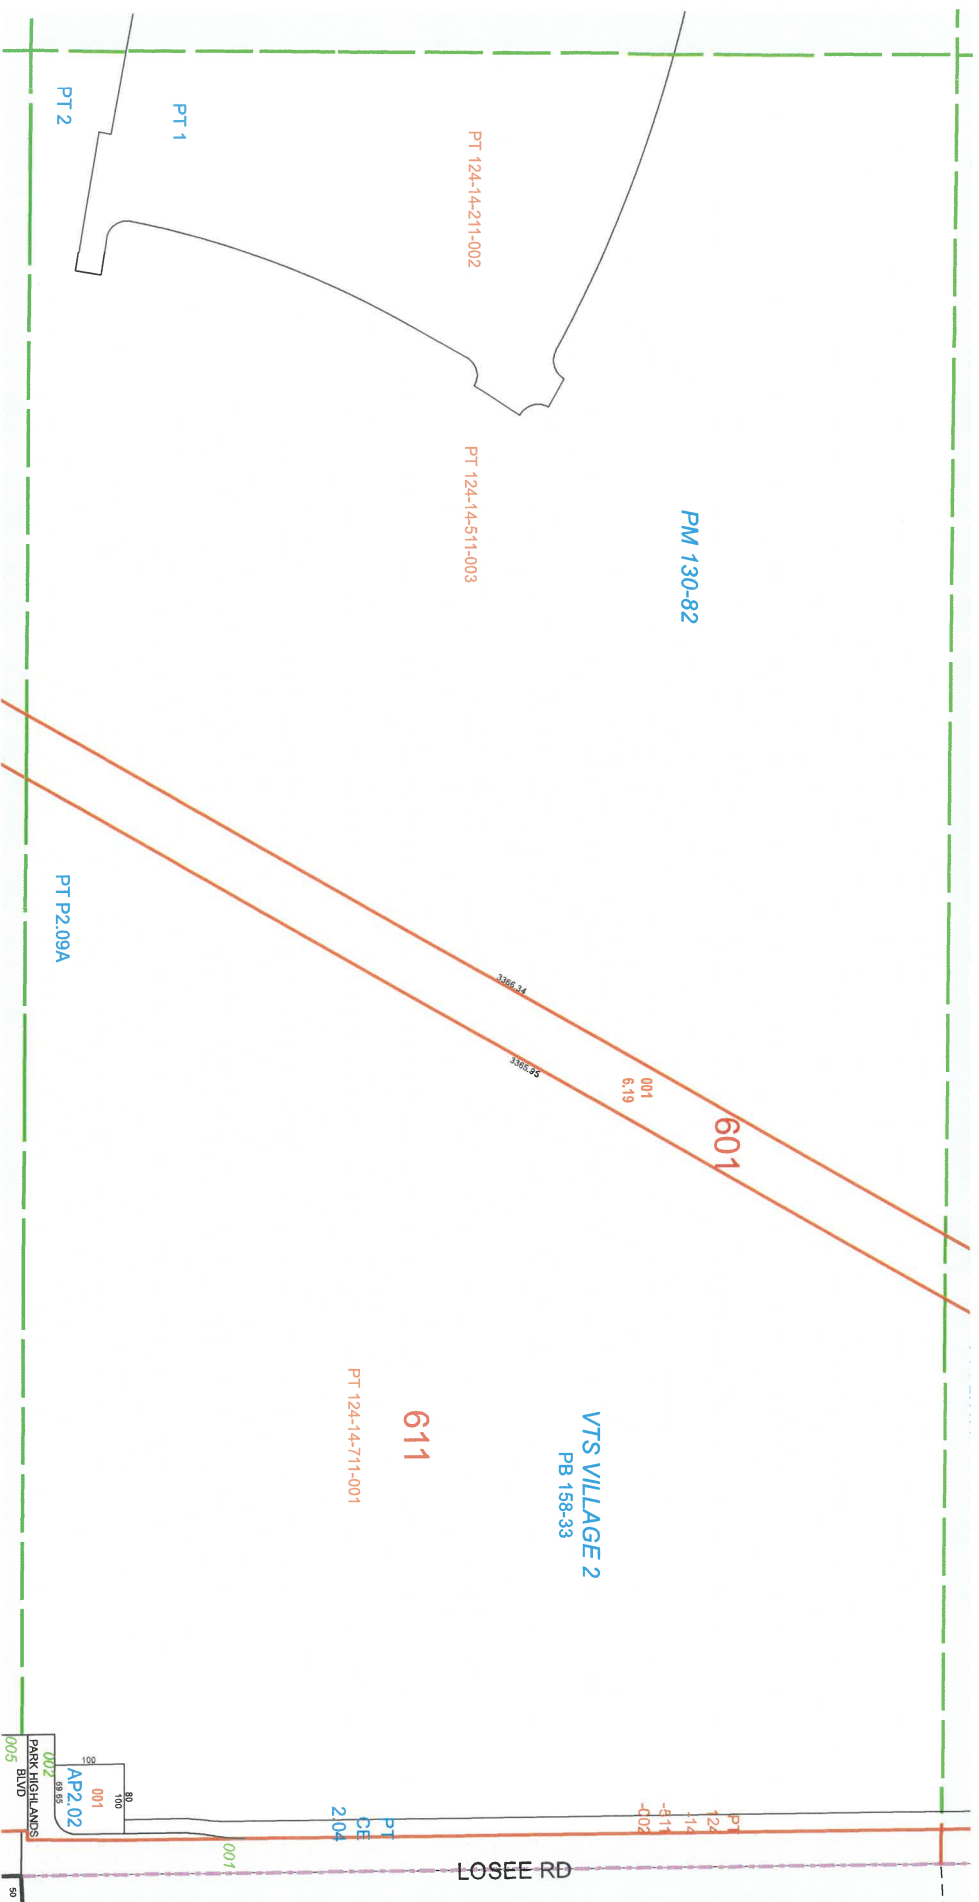 PT 2
PT 1
PT 124-14-211-002
PT 124-14-511-003
PM 130-82
PT P2.09A
3366.34
3365.95
001
6.19
601
PT 124-14-711-001
611
VTS VILLAGE 2
PB 158-33
005
PARK HIGHLANDS
BLVD
002
AP2.02
001
100
80
100
69.65
001
PT
CE
2.04
PT
124
-14
-511
-002
LOSEE RD
50